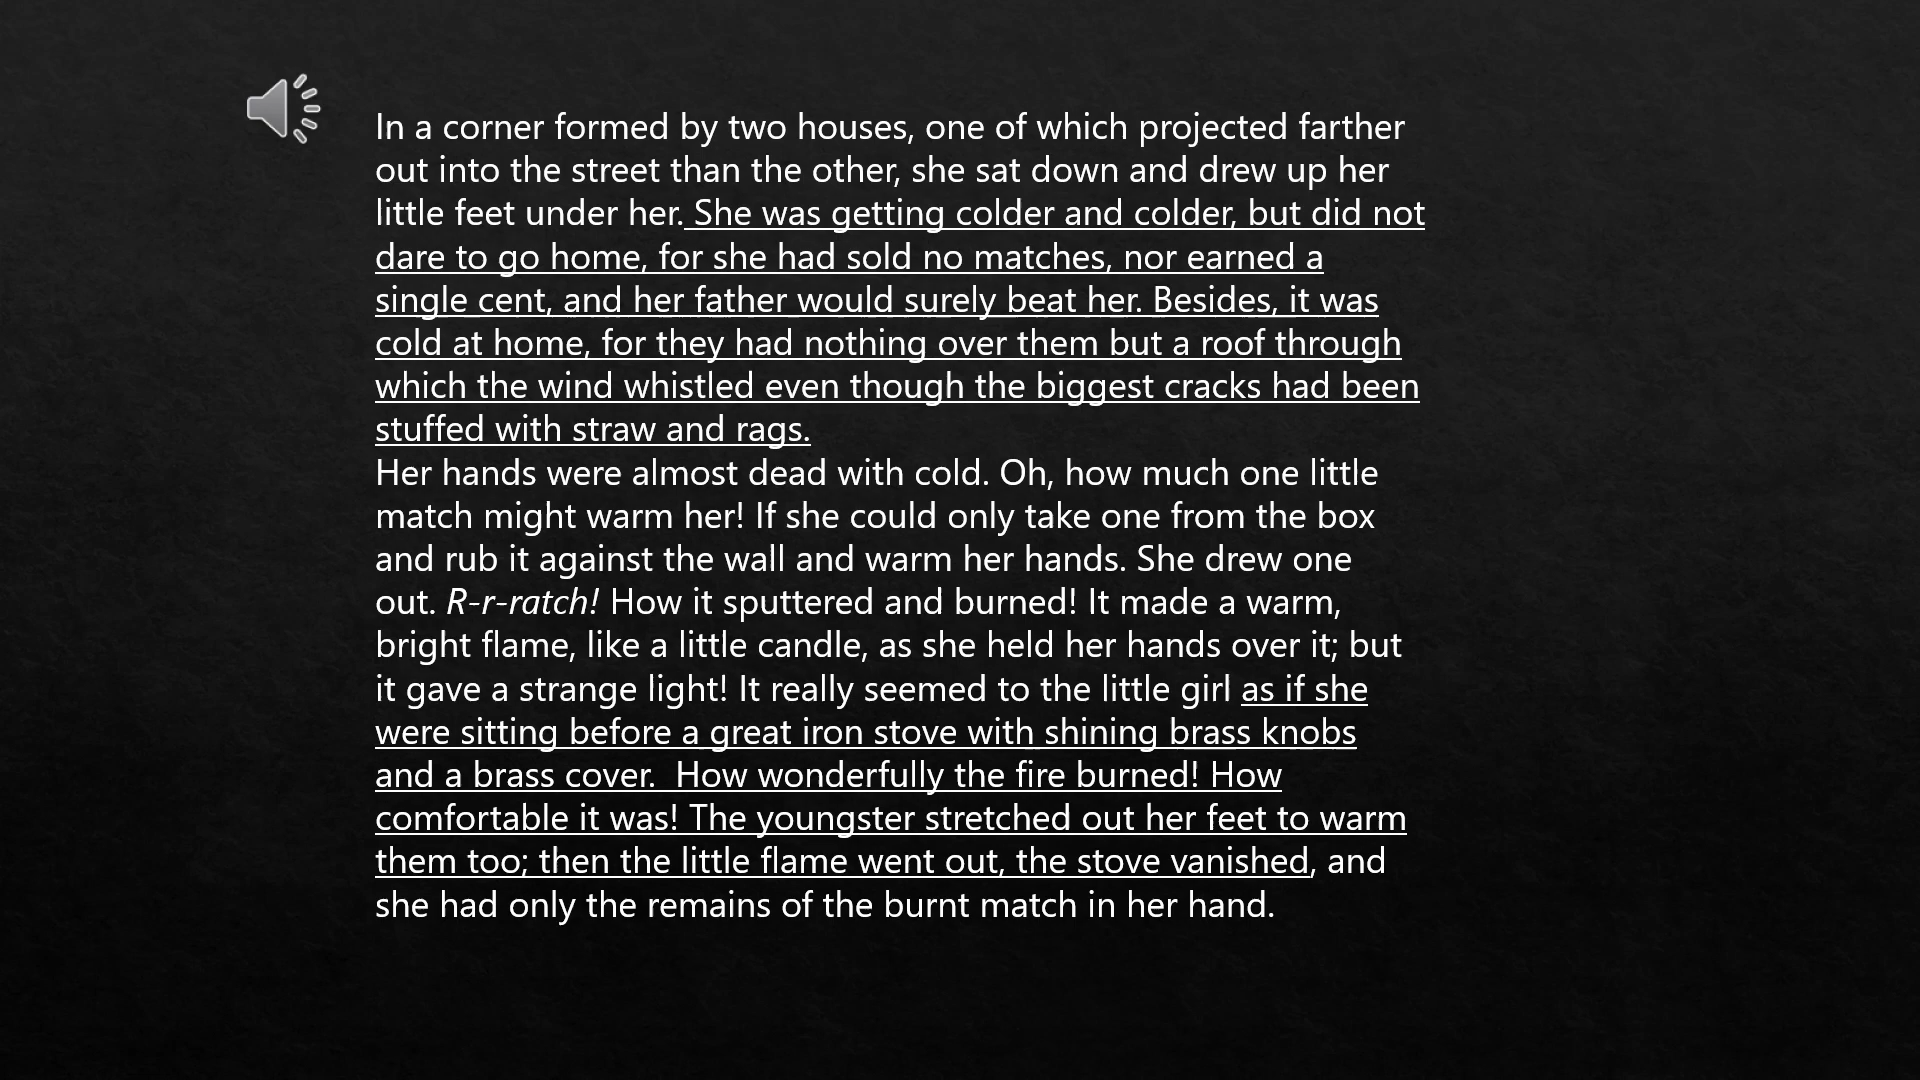 In a corner formed by two houses, one of which projected farther
out into the street than the other, she sat down and drew up her
little feet under her. She was getting colder and colder, but did not
dare to go home, for she had sold no matches, nor earned a
single cent, and her father would surely beat her. Besides, it was
cold at home, for they had nothing over them but a roof through
which the wind whistled even though the biggest cracks had been
stuffed with straw and rags.
Her hands were almost dead with cold. Oh, how much one little
match might warm her! If she could only take one from the box
and rub it against the wall and warm her hands. She drew one
out. R-r-ratch! How it sputtered and burned! It made a warm,
bright flame, like a little candle, as she held her hands over it; but
it gave a strange light! It really seemed to the little girl as if she
were sitting before a great iron stove with shining brass knobs
and a brass cover.  How wonderfully the fire burned! How
comfortable it was! The youngster stretched out her feet to warm
them too; then the little flame went out, the stove vanished, and
she had only the remains of the burnt match in her hand.